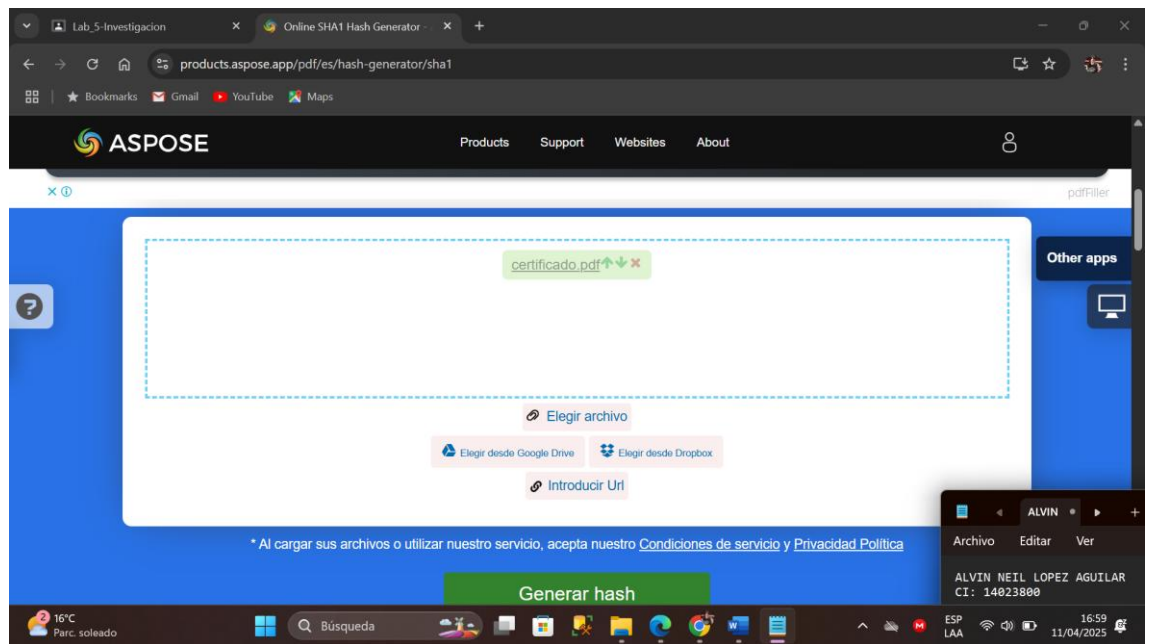 Lab_5-Investigacion
Online SHA1 Hash Generator -
products.aspose.app/pdf/es/hash-generator/sha1
Bookmarks Gmail YouTube Maps
ASPOSE Products Support Websites About
pdfFiller
certificado.pdf
Other apps
Elegir archivo
Elegir desde Google Drive Elegir desde Dropbox
Introducir Url
* Al cargar sus archivos o utilizar nuestro servicio, acepta nuestro Condiciones de servicio y Privacidad Política
Generar hash
ALVIN
Archivo Editar Ver
ALVIN NEIL LOPEZ AGUILAR
CI: 14023800
2
16°C
Parc. soleado
Búsqueda
ESP
LAA
16:59
11/04/2025